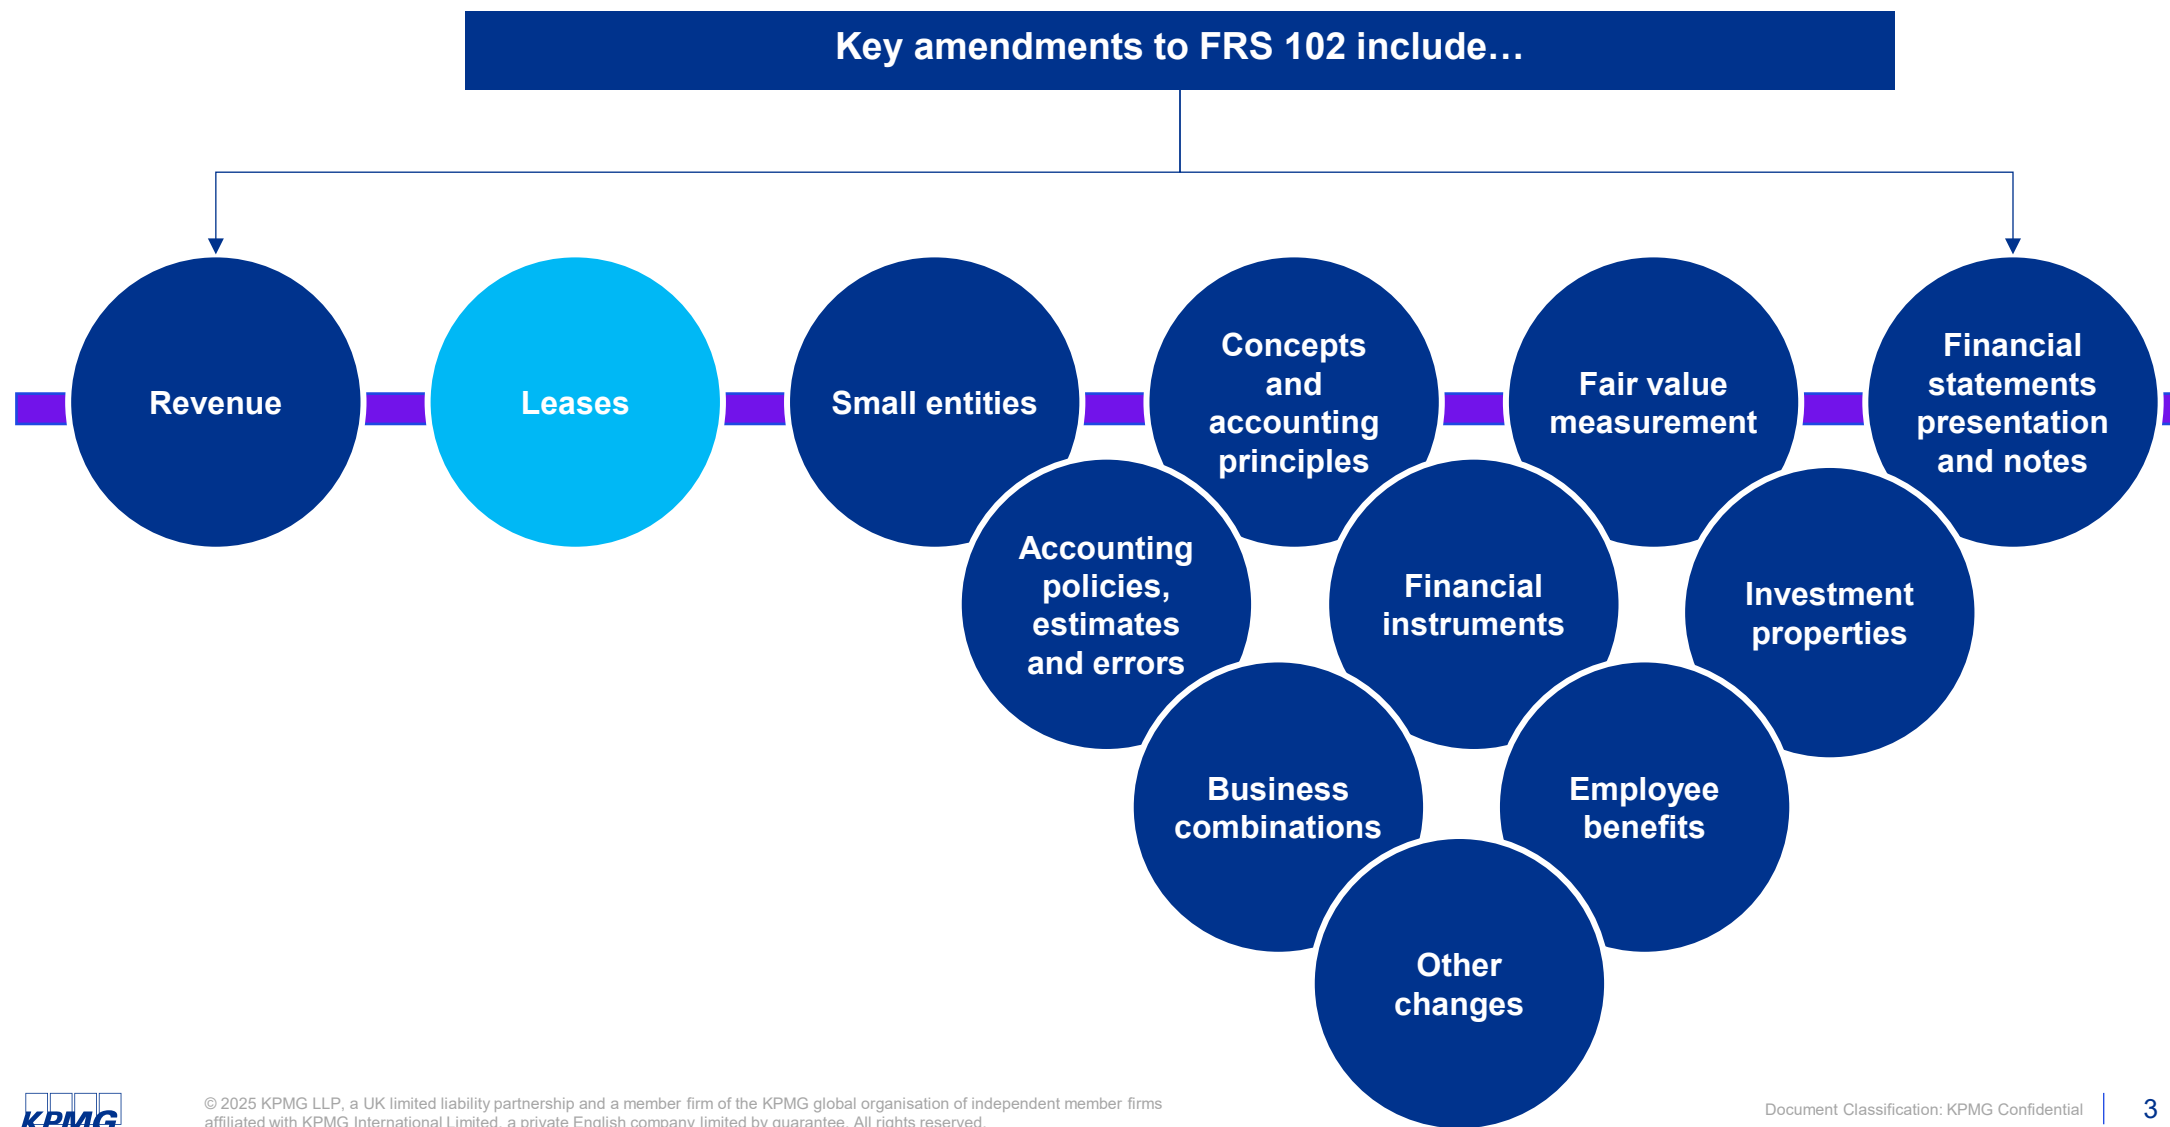 Key amendments to FRS 102 include…
Revenue
Leases
Small entities
Concepts
and
accounting
principles
Fair value
measurement
Financial
statements
presentation
and notes
Accounting
policies,
estimates
and errors
Financial
instruments
Investment
properties
Business
combinations
Employee
benefits
Other
changes
KPMG
© 2025 KPMG LLP, a UK limited liability partnership and a member firm of the KPMG global organisation of independent member firms
affiliated with KPMG International Limited, a private English company limited by guarantee. All rights reserved.
Document Classification: KPMG Confidential
3